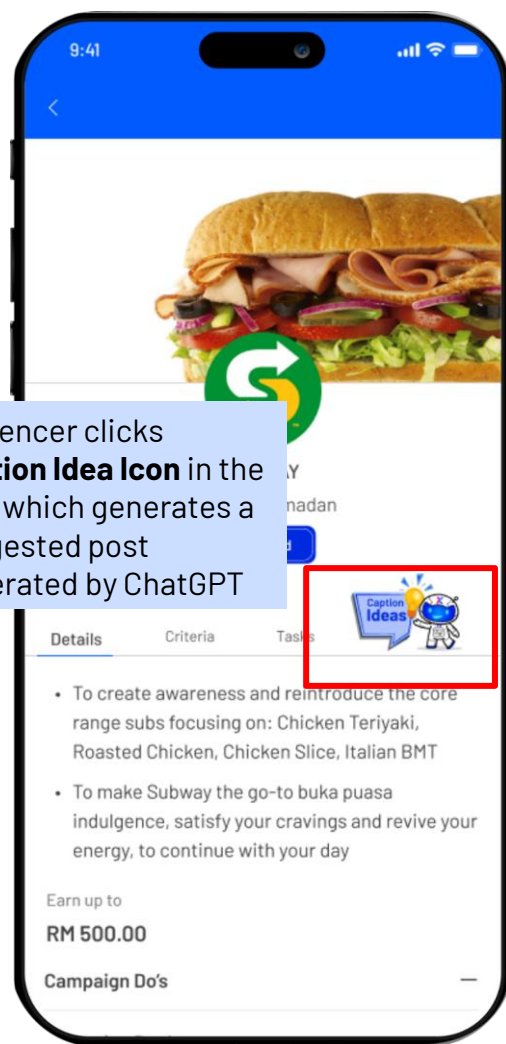 9:41
encer clicks
tion Idea Icon in the
which generates a
gested post
erated by ChatGPT
AY
madan
d
Caption
Ideas
Details Criteria Tasks
• To create awareness and reintroduce the core
range subs focusing on: Chicken Teriyaki,
Roasted Chicken, Chicken Slice, Italian BMT
• To make Subway the go-to buka puasa
indulgence, satisfy your cravings and revive your
energy, to continue with your day
Earn up to
RM 500.00
Campaign Do's